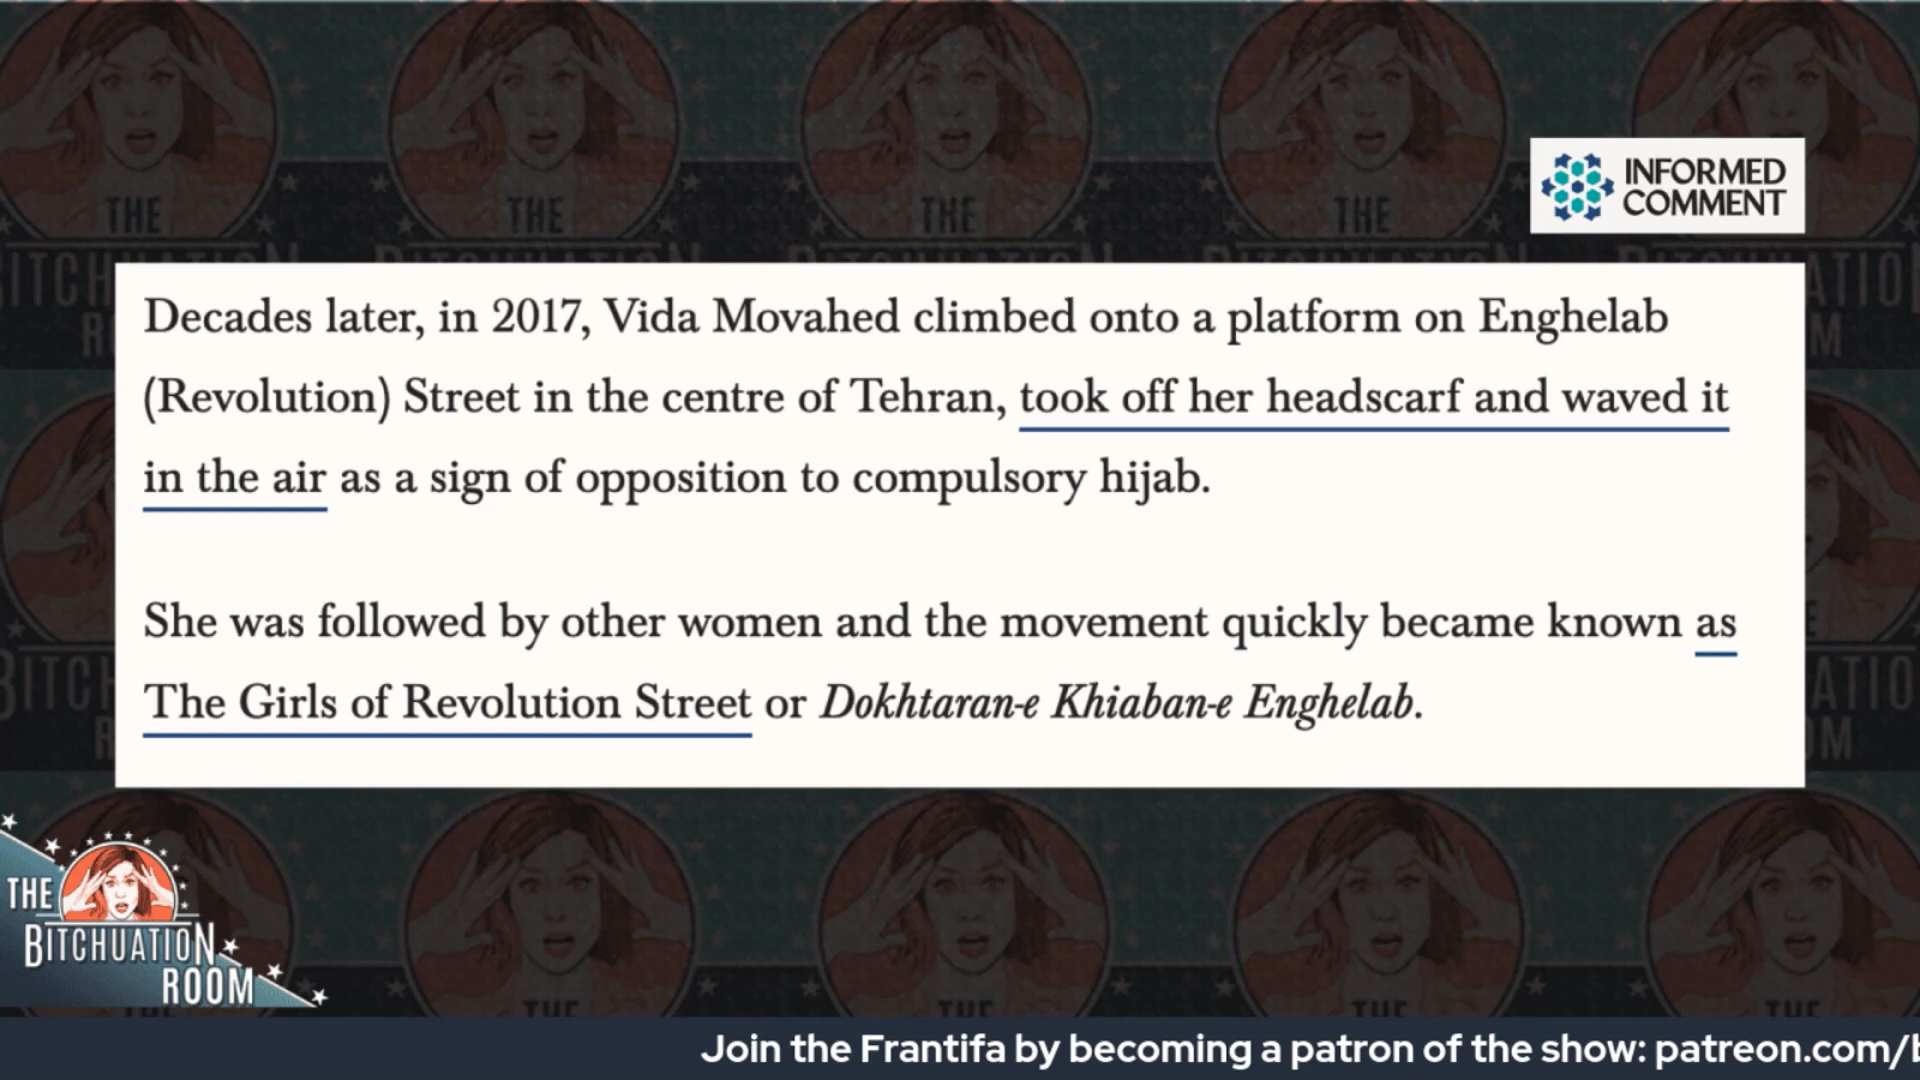 INFORMED
COMMENT
Decades later, in 2017, Vida Movahed climbed onto a platform on Enghelab
(Revolution) Street in the centre of Tehran, took off her headscarf and waved it
in the air as a sign of opposition to compulsory hijab.
She was followed by other women and the movement quickly became known as
The Girls of Revolution Street or Dokhtaran-e Khiaban-e Enghelab.
THE
BITCHUATION
ROOM
Join the Frantifa by becoming a patron of the show: patreon.com/b